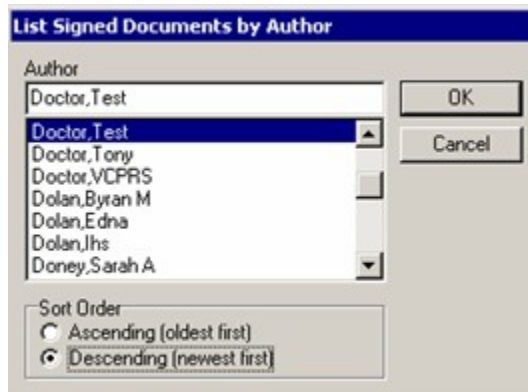 List Signed Documents by Author
Author
Doctor,Test
OK
Doctor,Test
Cancel
Doctor,Tony
Doctor,VCPRS
Dolan,Byran M
Dolan,Edna
Dolan,Ihs
Doney,Sarah A
Sort Order
Ascending (oldest first)
Descending (newest first)